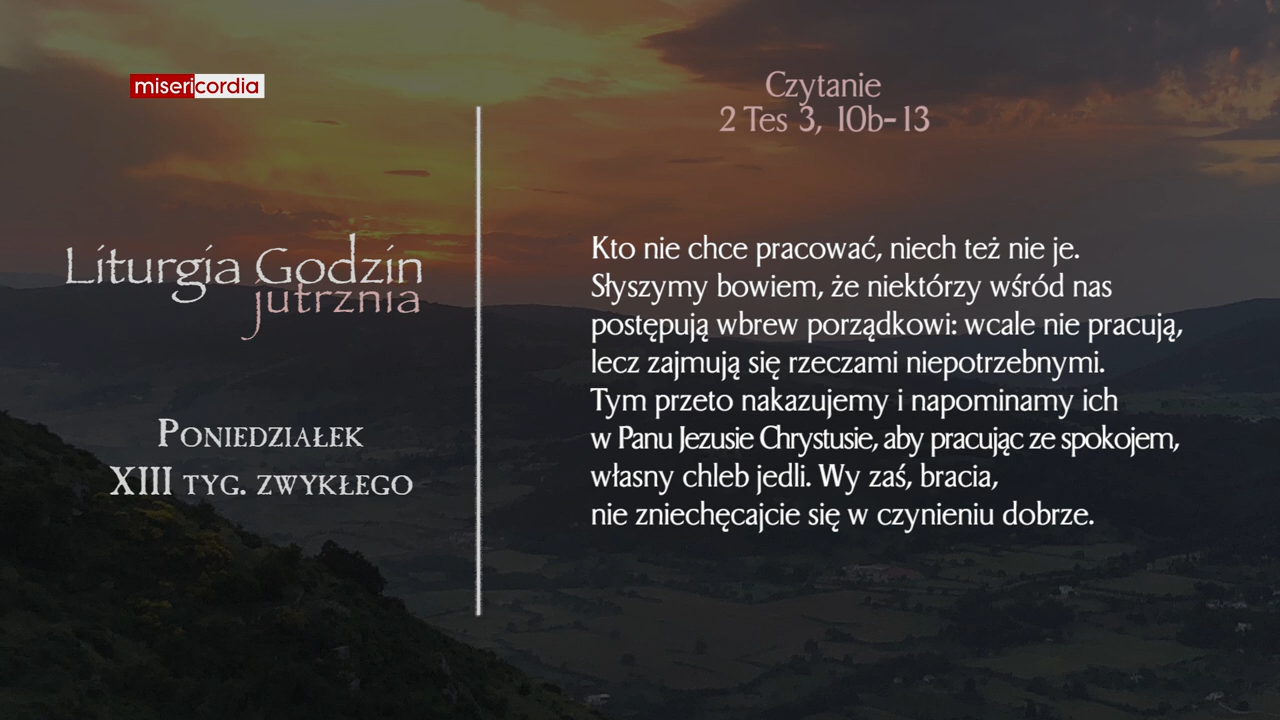 misericordia
Liturgia Godzin
jutrznia
Poniedziałek
XIII tyg. zwykłego
Czytanie
2 Tes 3, 10b-13
Kto nie chce pracować, niech też nie je.
Słyszymy bowiem, że niektórzy wśród nas
postępują wbrew porządkowi: wcale nie pracują,
lecz zajmują się rzeczami niepotrzebnymi.
Tym przeto nakazujemy i napominamy ich
w Panu Jezusie Chrystusie, aby pracując ze spokojem,
własny chleb jedli. Wy zaś, bracia,
nie zniechęcajcie się w czynieniu dobrze.